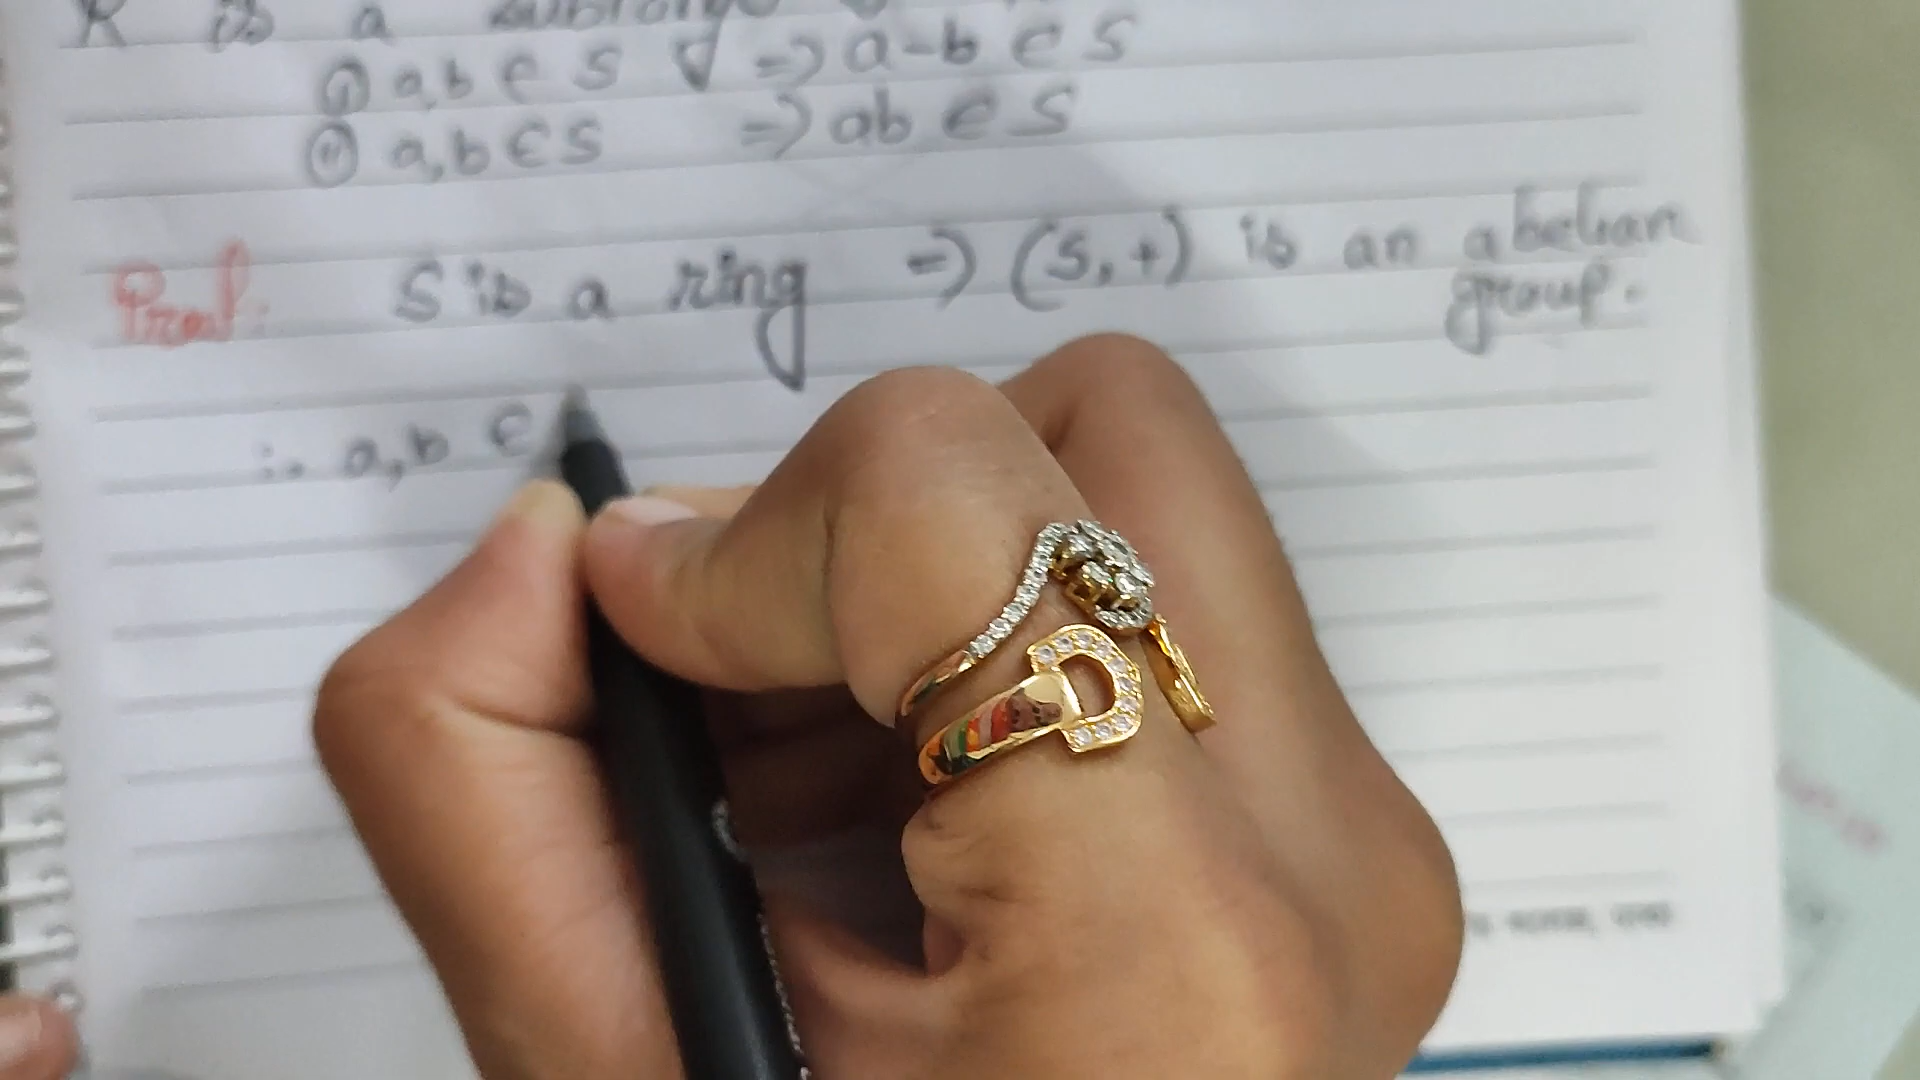 R is a subring
(i) a,b ∈ S => a-b ∈ S
(ii) a,b ∈ S => ab ∈ S
Proof: S is a ring => (S,+) is an abelian
group.
∴ a,b ∈